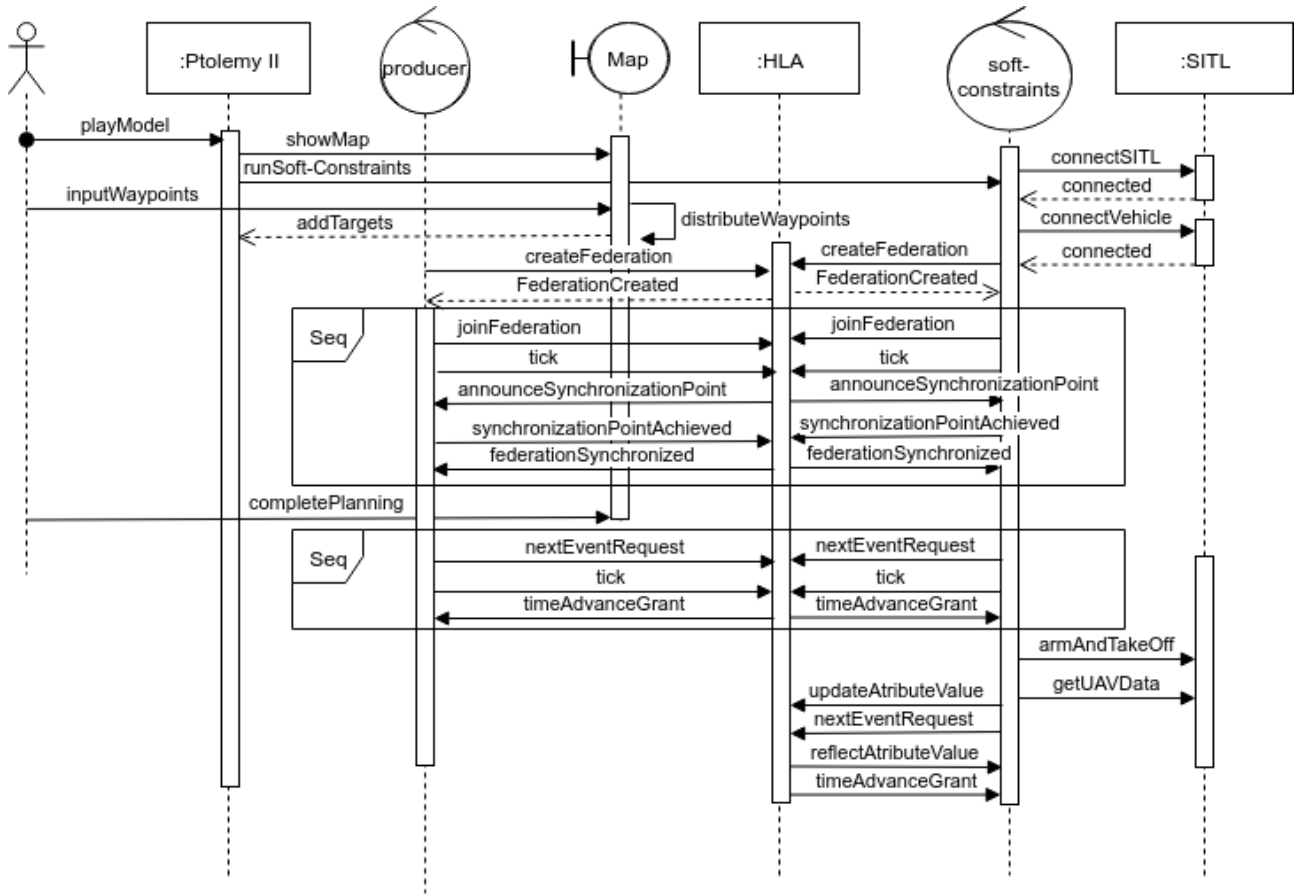 :Ptolemy II
producer
Map
:HLA
soft-
constraints
:SITL
playModel
showMap
runSoft-Constraints
connectSITL
connected
inputWaypoints
distributeWaypoints
connectVehicle
addTargets
createFederation
createFederation
connected
FederationCreated
FederationCreated
Seq
joinFederation
joinFederation
tick
tick
announceSynchronizationPoint
announceSynchronizationPoint
synchronizationPointAchieved
synchronizationPointAchieved
federationSynchronized
federationSynchronized
completePlanning
Seq
nextEventRequest
nextEventRequest
tick
tick
timeAdvanceGrant
timeAdvanceGrant
armAndTakeOff
updateAtributeValue
getUAVData
nextEventRequest
reflectAtributeValue
timeAdvanceGrant